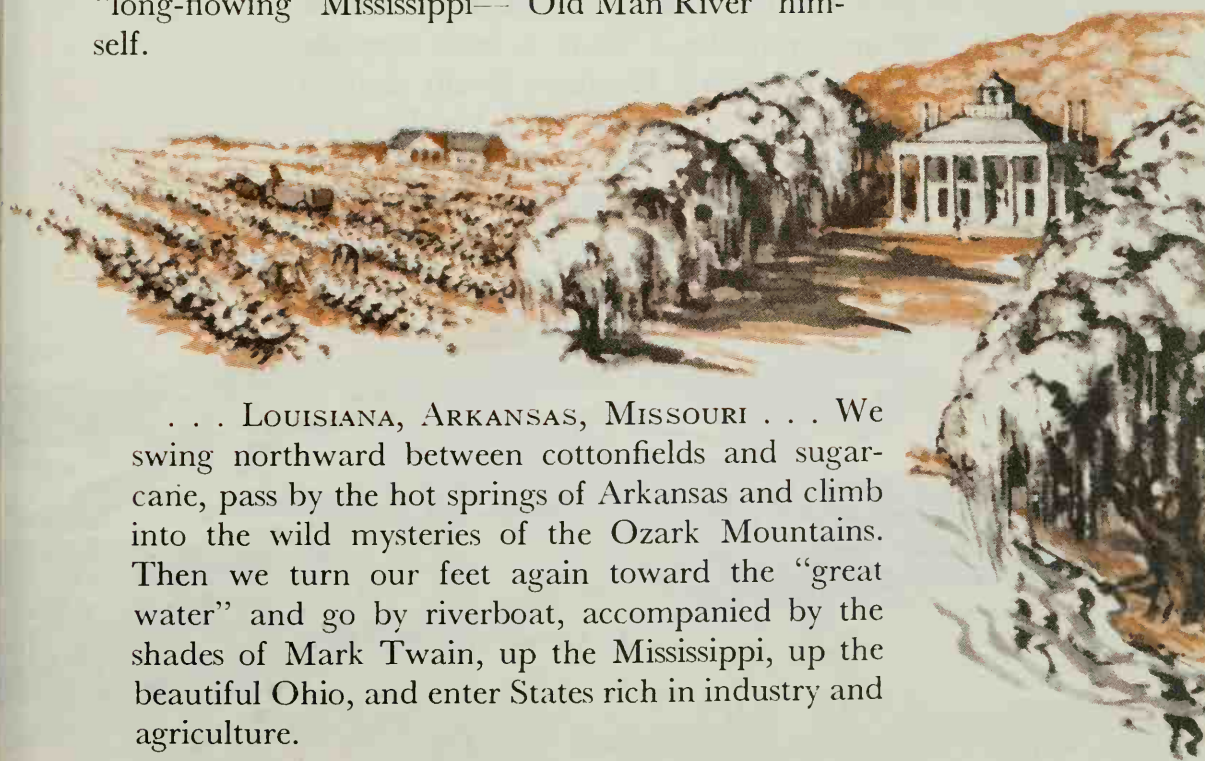 "long-flowing" Mississippi—"Old Man River" him-
self.
. . . LOUISIANA, ARKANSAS, MISSOURI . . . We
swing northward between cottonfields and sugar-
cane, pass by the hot springs of Arkansas and climb
into the wild mysteries of the Ozark Mountains.
Then we turn our feet again toward the “great
water” and go by riverboat, accompanied by the
shades of Mark Twain, up the Mississippi, up the
beautiful Ohio, and enter States rich in industry and
agriculture.